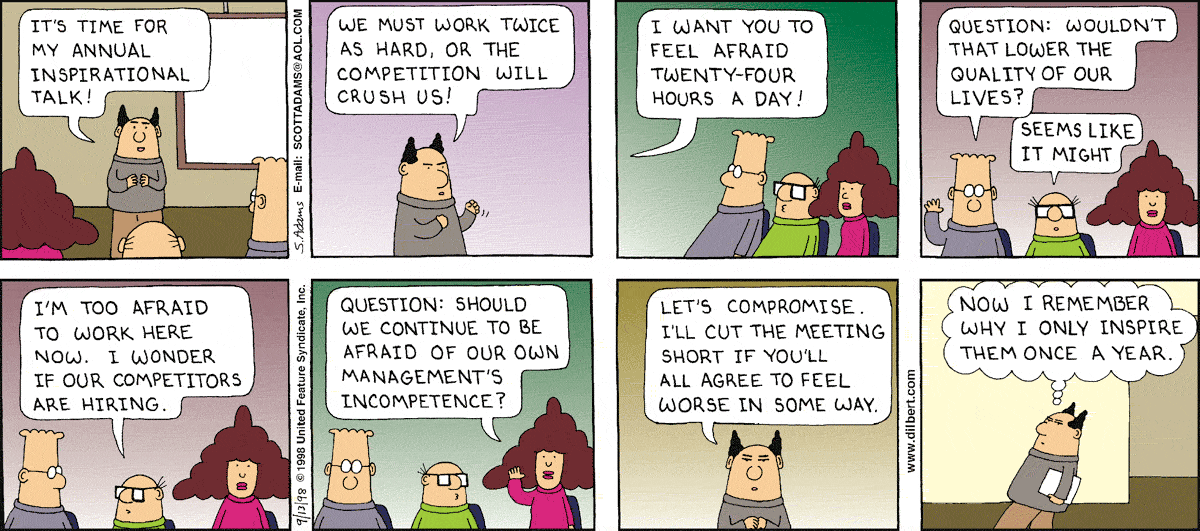 IT'S TIME FOR
MY ANNUAL
INSPIRATIONAL
TALK!
S. Adams E-mail: SCOTTADAMS@AOL.COM
WE MUST WORK TWICE
AS HARD, OR THE
COMPETITION WILL
CRUSH US!
I WANT YOU TO
FEEL AFRAID
TWENTY-FOUR
HOURS A DAY!
QUESTION: WOULDN'T
THAT LOWER THE
QUALITY OF OUR
LIVES?
SEEMS LIKE
IT MIGHT
I'M TOO AFRAID
TO WORK HERE
NOW. I WONDER
IF OUR COMPETITORS
ARE HIRING.
9/13/98 © 1998 United Feature Syndicate, Inc.
QUESTION: SHOULD
WE CONTINUE TO BE
AFRAID OF OUR OWN
MANAGEMENT'S
INCOMPETENCE?
LET'S COMPROMISE.
I'LL CUT THE MEETING
SHORT IF YOU'LL
ALL AGREE TO FEEL
WORSE IN SOME WAY.
www.dilbert.com
NOW I REMEMBER
WHY I ONLY INSPIRE
THEM ONCE A YEAR.